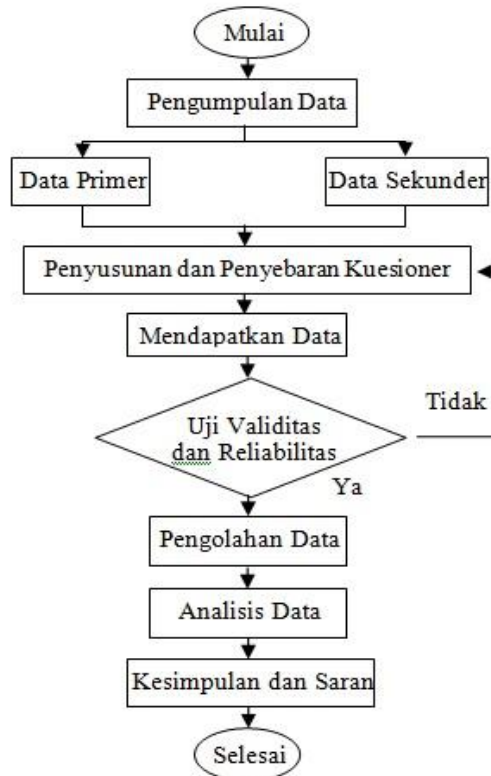 Mulai
Pengumpulan Data
Data Primer
Data Sekunder
Penyusunan dan Penyebaran Kuesioner
Mendapatkan Data
Tidak
Uji Validitas
dan Reliabilitas
Ya
Pengolahan Data
Analisis Data
Kesimpulan dan Saran
Selesai